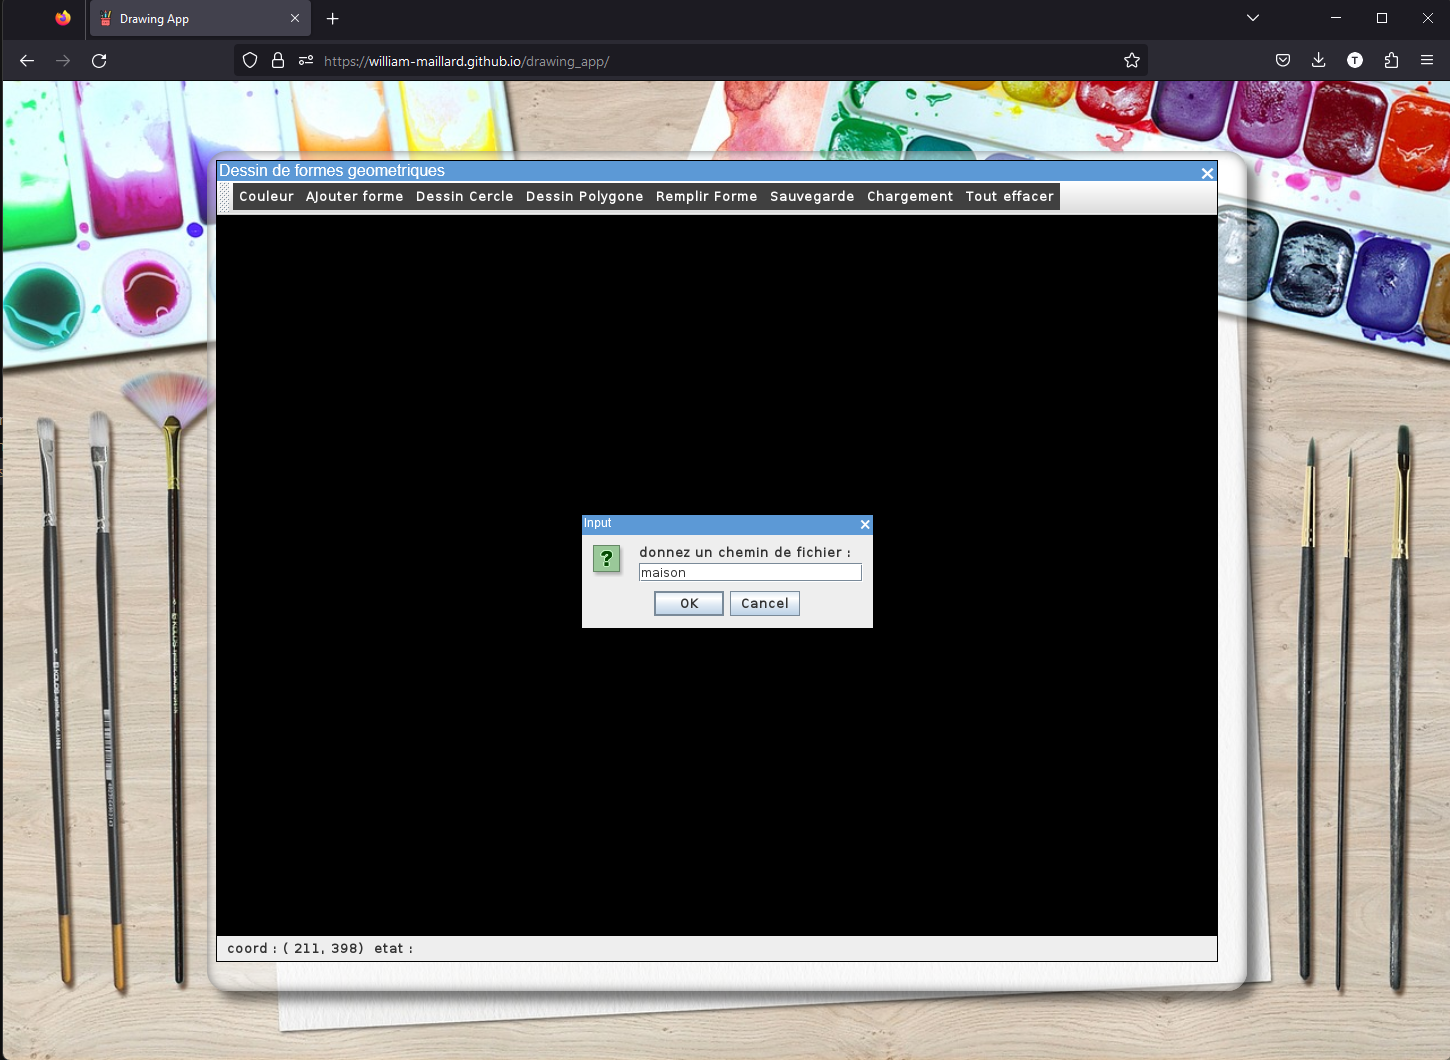 Drawing App
https://william-maillard.github.io/drawing_app/
T
Dessin de formes geometriques
Couleur Ajouter forme Dessin Cercle Dessin Polygone Remplir Forme Sauvegarde Chargement Tout effacer
Input
?
donnez un chemin de fichier :
maison
OK Cancel
coord : ( 211, 398) etat :